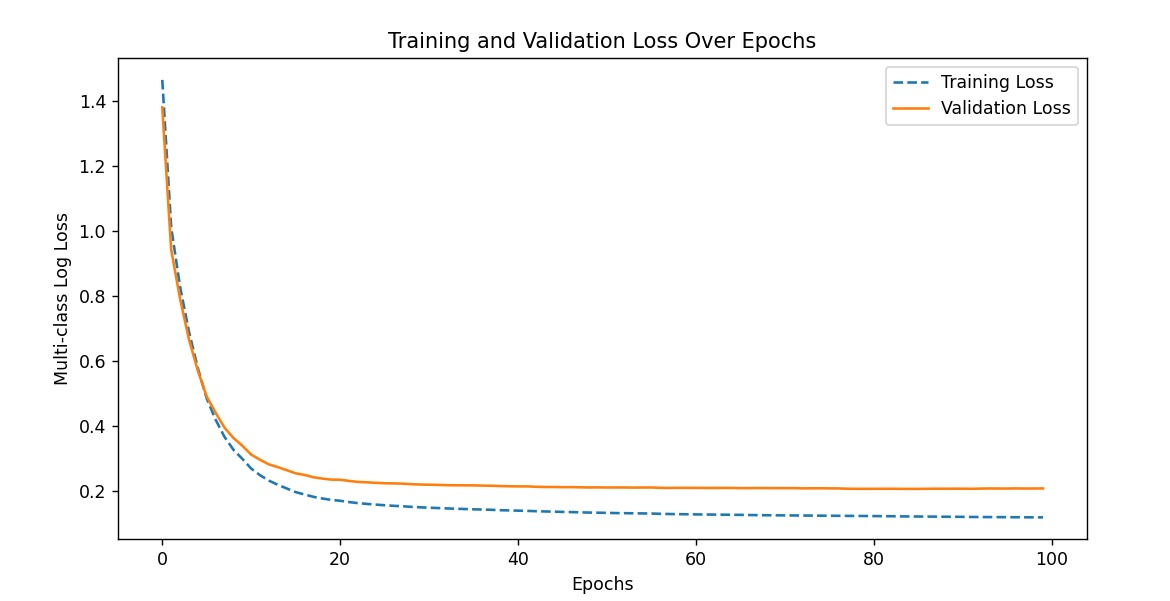 Training and Validation Loss Over Epochs
Training Loss
Validation Loss
Multi-class Log Loss
1.4
1.2
1.0
0.8
0.6
0.4
0.2
0 20 40 60 80 100
Epochs